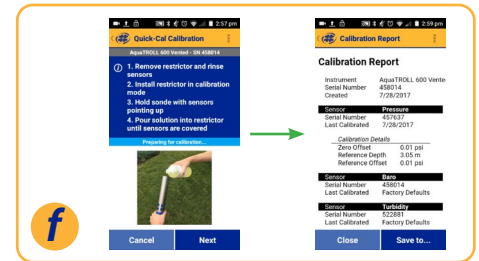 2:57 pm
Quick-Cal Calibration
AquaTROLL 600 Vented - SN 458014
1. Remove restrictor and rinse
sensors
2. Install restrictor in calibration
mode
3. Hold sonde with sensors
pointing up
4. Pour solution into restrictor
until sensors are covered
Preparing for calibration...
Cancel Next
f
2:59 pm
Calibration Report
Calibration Report
Instrument AquaTROLL 600 Vente
Serial Number 458014
Created 7/28/2017
Sensor Pressure
Serial Number 457637
Last Calibrated 7/28/2017
Calibration Details
Zero Offset 0.01 psi
Reference Depth 3.05 m
Reference Offset 0.01 psi
Sensor Baro
Serial Number 458014
Last Calibrated Factory Defaults
Sensor Turbidity
Serial Number 522881
Last Calibrated Factory Defaults
Close Save to...